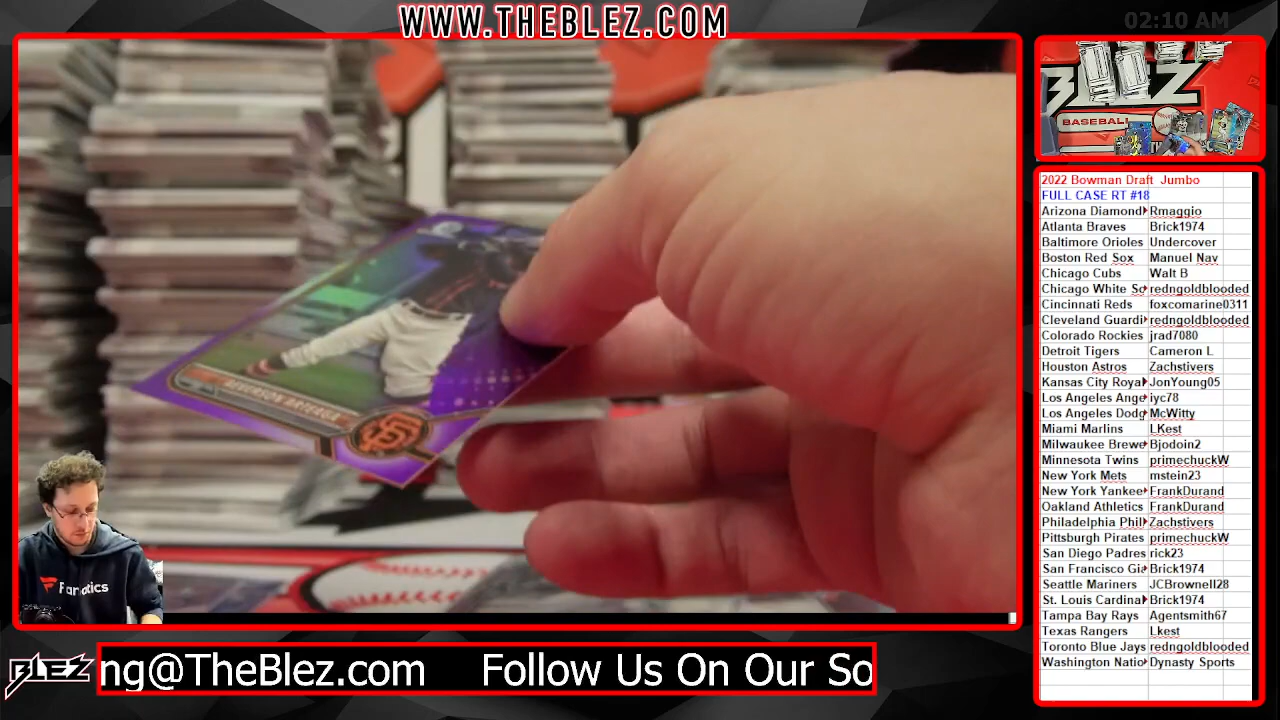 WWW.THEBLEZ.COM
02:10 AM
BLEZ
BASEBALL
2022 Bowman Draft Jumbo
FULL CASE RT #18
Arizona Diamond Rmaggio
Atlanta Braves Brick1974
Baltimore Orioles Undercover
Boston Red Sox Manuel Nav
Chicago Cubs Walt B
Chicago White So redngoldblooded
Cincinnati Reds foxcomarine0311
Cleveland Guardi redngoldblooded
Colorado Rockies jrad7080
Detroit Tigers Cameron L
Houston Astros Zachstivers
Kansas City Royal JonYoung05
Los Angeles Ange iyc78
Los Angeles Dodg McWitty
Miami Marlins LKest
Milwaukee Brewe Bjodoin2
Minnesota Twins primechuckW
New York Mets mstein23
New York Yankee FrankDurand
Oakland Athletics FrankDurand
Philadelphia Phil Zachstivers
Pittsburgh Pirates primechuckW
San Diego Padres rick23
San Francisco Gia Brick1974
Seattle Mariners JCBrownell28
St. Louis Cardina Brick1974
Tampa Bay Rays Agentsmith67
Texas Rangers Lkest
Toronto Blue Jays redngoldblooded
Washington Natio Dynasty Sports
SF
Fanatics
BLEZ
ng@TheBlez.com Follow Us On Our So